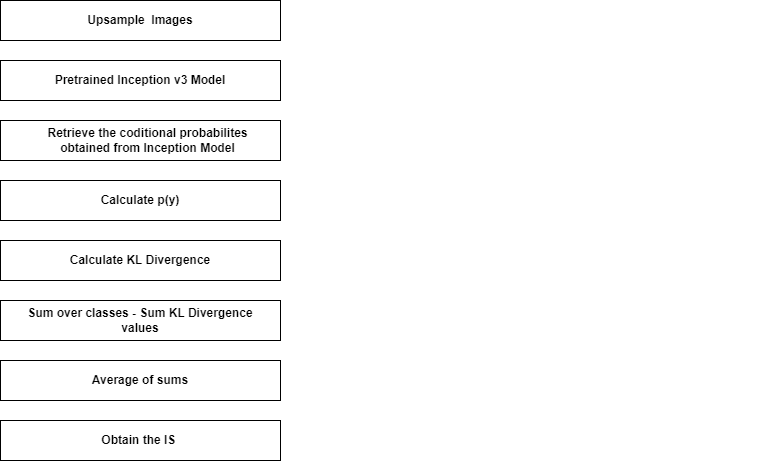 Upsample Images
Pretrained Inception v3 Model
Retrieve the coditional probabilites
obtained from Inception Model
Calculate p(y)
Calculate KL Divergence
Sum over classes - Sum KL Divergence
values
Average of sums
Obtain the IS